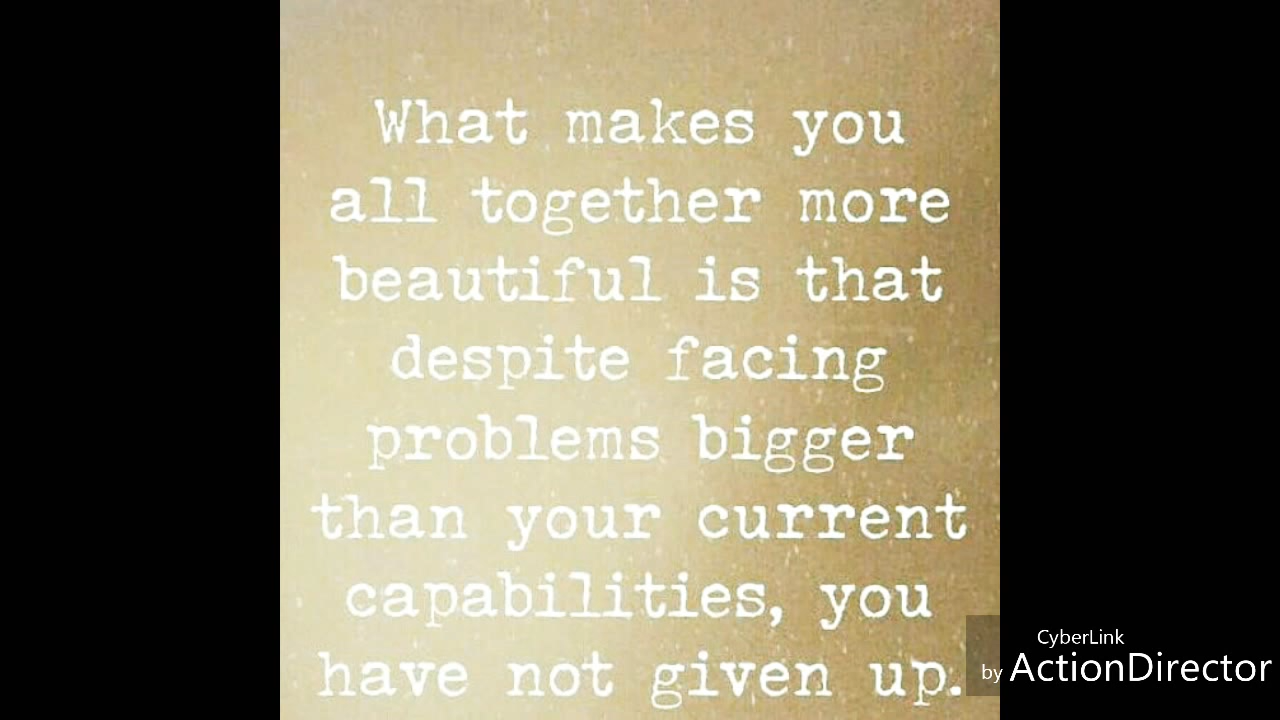 What makes you
all together more
beautiful is that
despite facing
problems bigger
than your current
capabilities, you
have not given up.
CyberLink
by ActionDirector